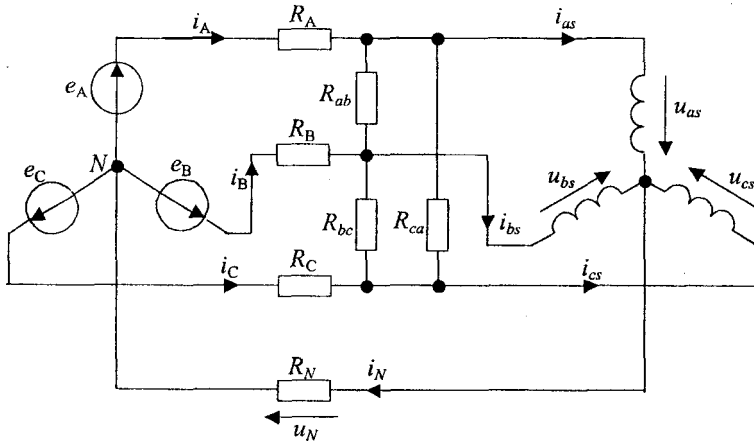 i_A
R_A
i_as
e_A
R_ab
u_as
R_B
N
e_B
e_C
i_B
u_bs
u_cs
R_bc
R_ca
i_bs
i_C
R_C
i_cs
R_N
i_N
u_N